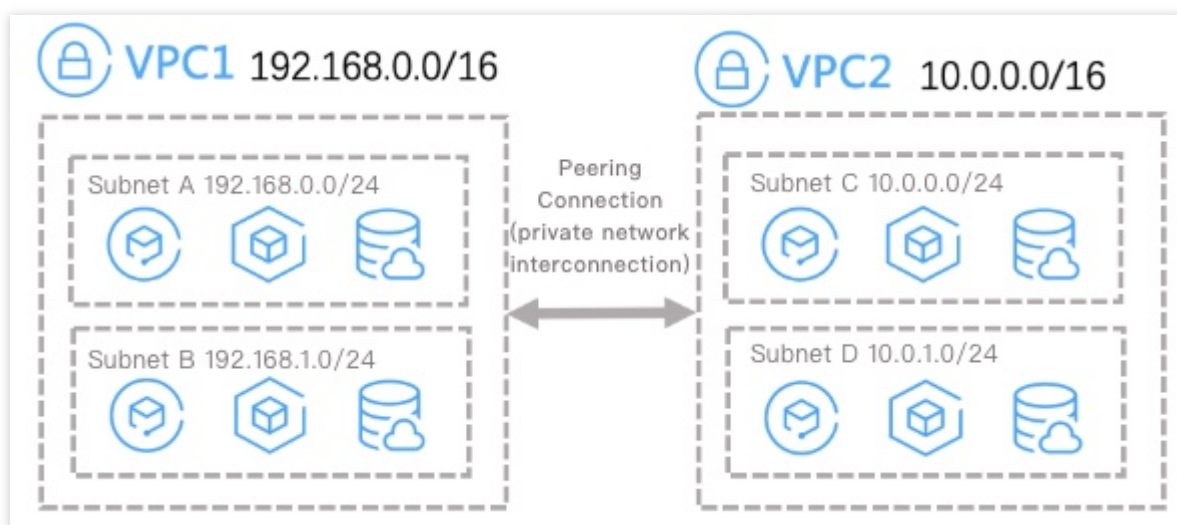 VPC1 192.168.0.0/16
Subnet A 192.168.0.0/24
Subnet B 192.168.1.0/24
Peering
Connection
(private network
interconnection)
VPC2 10.0.0.0/16
Subnet C 10.0.0.0/24
Subnet D 10.0.1.0/24